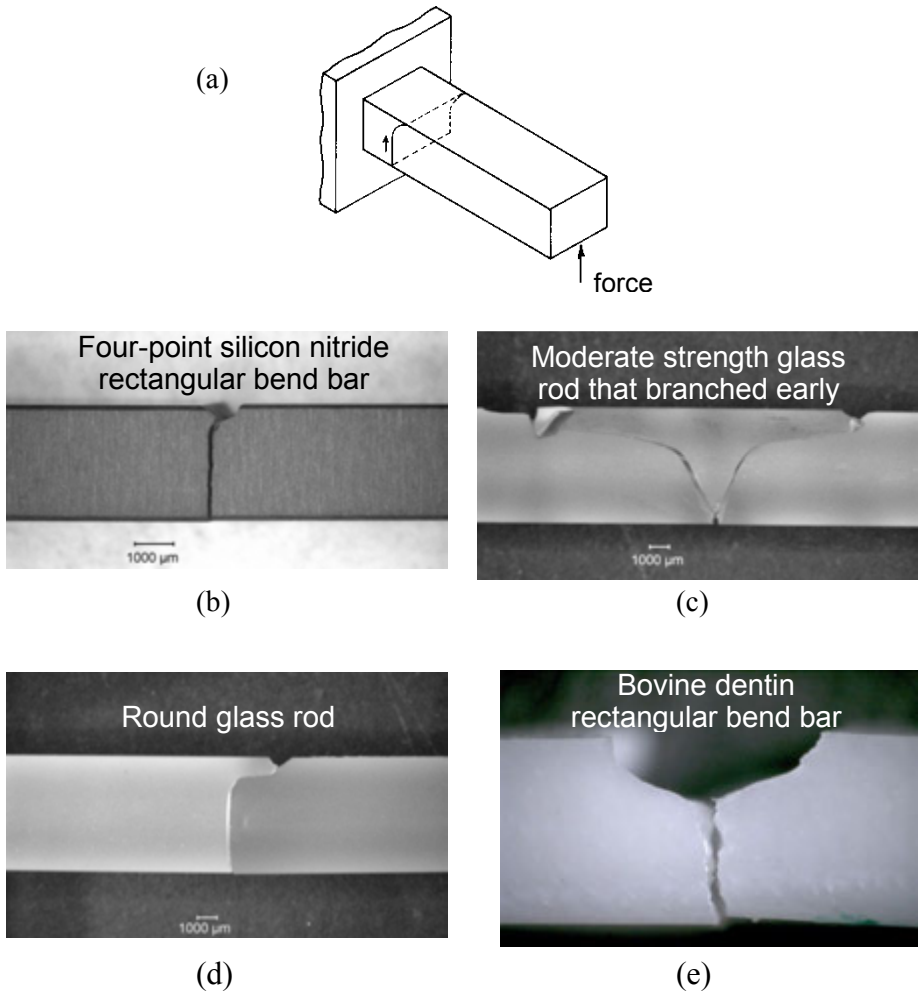 (a)
force
Four-point silicon nitride
rectangular bend bar
1000 µm
(b)
Moderate strength glass
rod that branched early
1000 µm
(c)
Round glass rod
1000 µm
(d)
Bovine dentin
rectangular bend bar
(e)